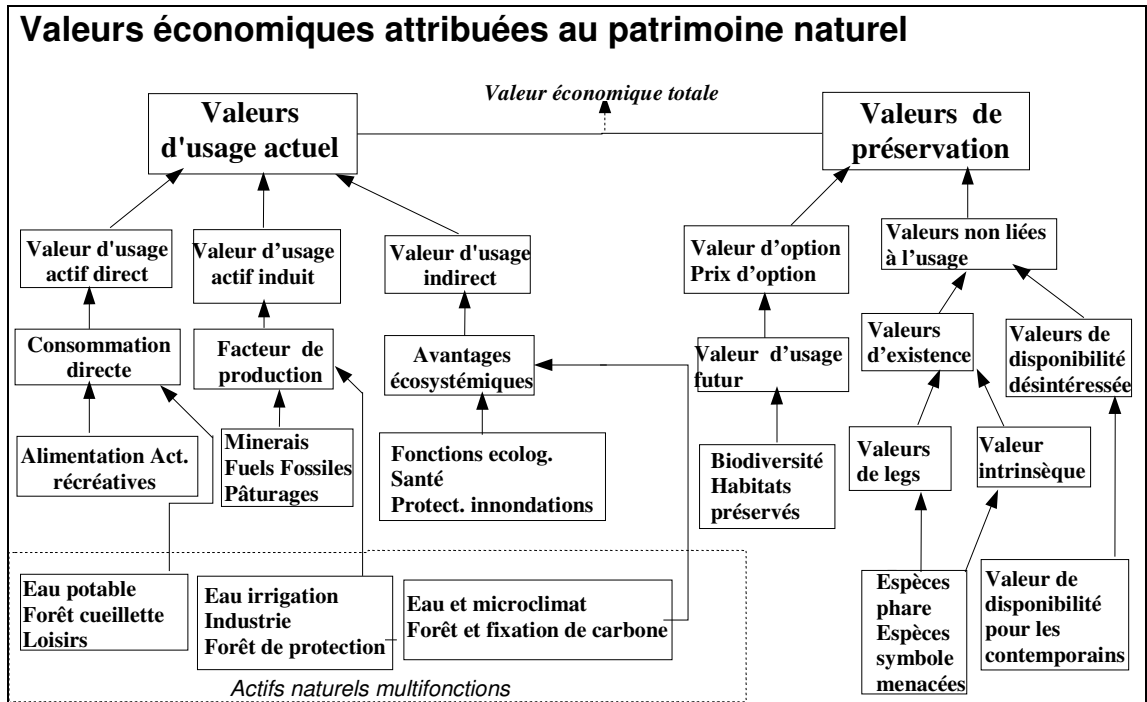 Valeurs économiques attribuées au patrimoine naturel
Valeur économique totale
Valeurs
d'usage actuel
Valeurs de
préservation
Valeur d'usage
actif direct
Valeur d’usage
actif induit
Valeur d'usage
indirect
Valeur d’option
Prix d’option
Valeurs non liées
à l’usage
Consommation
directe
Facteur de
production
Avantages
écosystémiques
Valeur d’usage
futur
Valeurs
d’existence
Valeurs de
disponibilité
désintéressée
Alimentation Act.
récréatives
Minerais
Fuels Fossiles
Pâturages
Fonctions ecolog.
Santé
Protect. innondations
Biodiversité
Habitats
préservés
Valeurs
de legs
Valeur
intrinsèque
Eau potable
Forêt cueillette
Loisirs
Eau irrigation
Industrie
Forêt de protection
Eau et microclimat
Forêt et fixation de carbone
Espèces
phare
Espèces
symbole
menacées
Valeur de
disponibilité
pour les
contemporains
Actifs naturels multifonctions